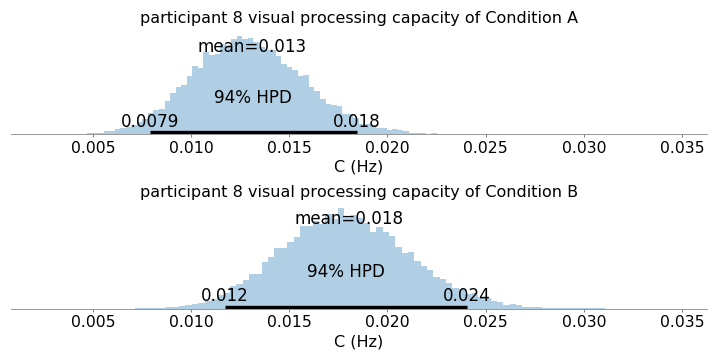 participant 8 visual processing capacity of Condition A
mean=0.013
94% HPD
0.0079 0.018
0.005 0.010 0.015 0.020 0.025 0.030 0.035
C (Hz)
participant 8 visual processing capacity of Condition B
mean=0.018
94% HPD
0.012 0.024
0.005 0.010 0.015 0.020 0.025 0.030 0.035
C (Hz)